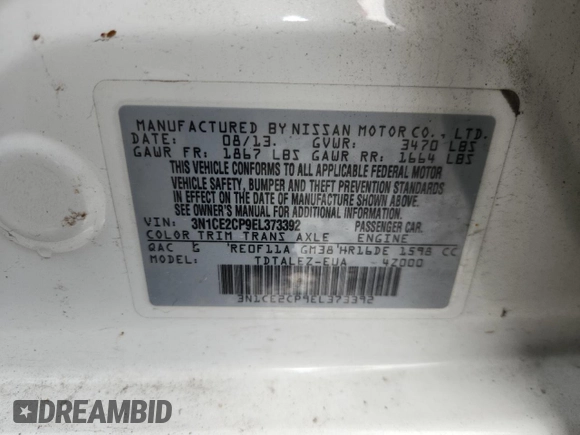 MANUFACTURED BY NISSAN MOTOR CO., LTD.
DATE: 08/13. GVWR: 3470 LBS
GAWR FR: 1867 LBS GAWR RR: 1664 LBS
THIS VEHICLE CONFORMS TO ALL APPLICABLE FEDERAL MOTOR
VEHICLE SAFETY, BUMPER AND THEFT PREVENTION STANDARDS
IN EFFECT ON THE DATE OF MANUFACTURE SHOWN ABOVE.
SEE OWNER'S MANUAL FOR ADDITIONAL INFORMATION.
VIN: 3N1CE2CP9EL373392 PASSENGER CAR.
COLOR TRIM TRANS AXLE ENGINE
QAC G RE0F11A GM38 HR16DE 1598 CC
MODEL: TDTALEZ-EUA 4Z000
3N1CE2CP9EL373392
DREAMBID